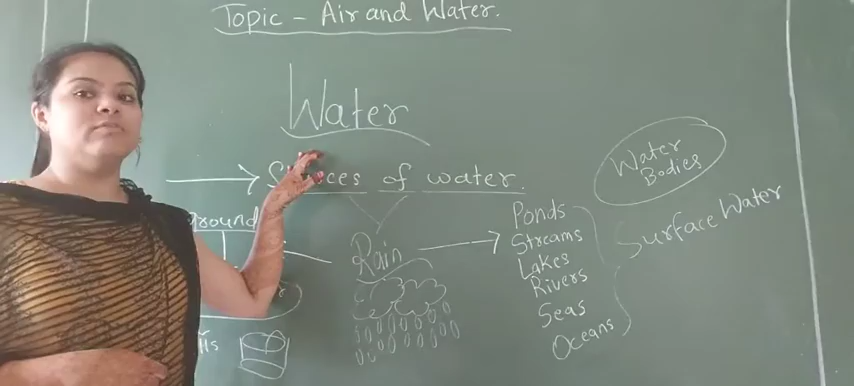 Topic - Air and Water.
Water
Sources of water.
Water
Bodies
ground
Rain
Ponds
Streams
Lakes
Rivers
Seas
Oceans
Surface Water